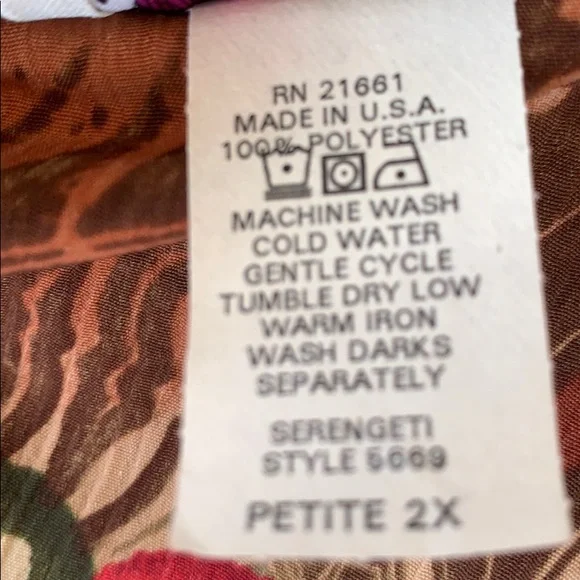 RN 21661
MADE IN U.S.A.
100% POLYESTER
MACHINE WASH
COLD WATER
GENTLE CYCLE
TUMBLE DRY LOW
WARM IRON
WASH DARKS
SEPARATELY
SERENGETI
STYLE 5669
PETITE 2X